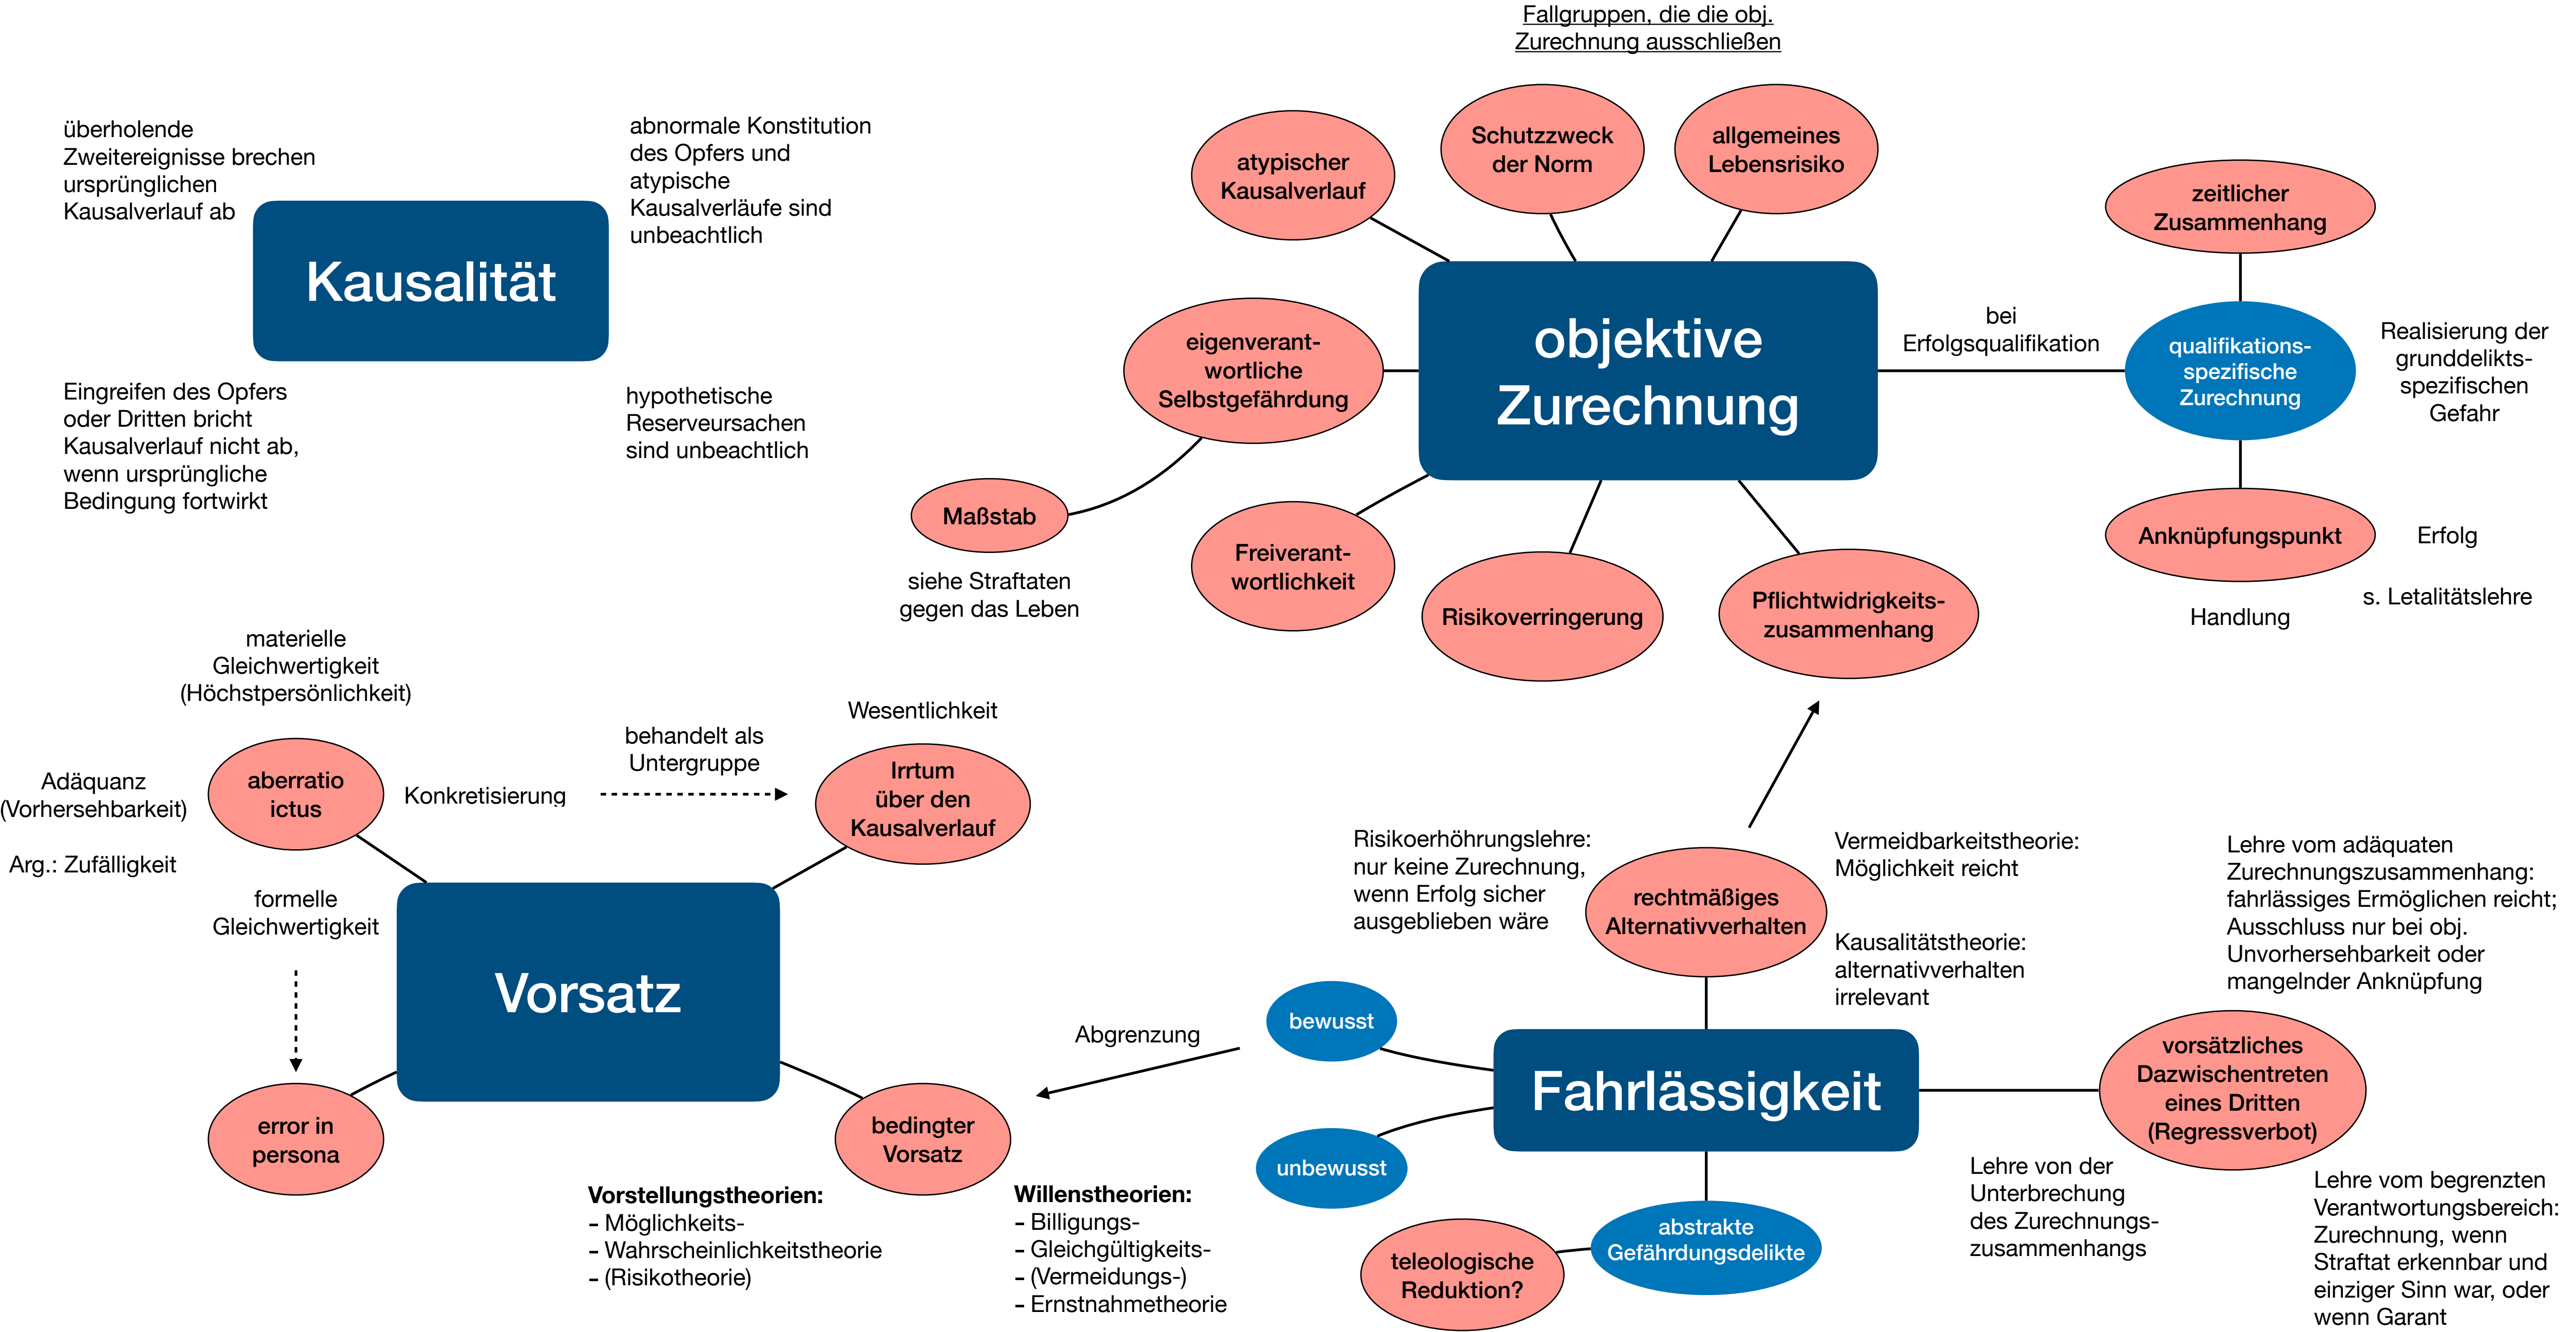 Fallgruppen, die die obj.
Zurechnung ausschließen
überholende
Zweitereignisse brechen
ursprünglichen
Kausalverlauf ab
abnormale Konstitution
des Opfers und
atypische
Kausalverläufe sind
unbeachtlich
Kausalität
Eingreifen des Opfers
oder Dritten bricht
Kausalverlauf nicht ab,
wenn ursprüngliche
Bedingung fortwirkt
hypothetische
Reserveursachen
sind unbeachtlich
atypischer
Kausalverlauf
Schutzzweck
der Norm
allgemeines
Lebensrisiko
eigenverant-
wortliche
Selbstgefährdung
objektive
Zurechnung
bei
Erfolgsqualifikation
zeitlicher
Zusammenhang
qualifikations-
spezifische
Zurechnung
Realisierung der
grunddelikts-
spezifischen
Gefahr
Maßstab
siehe Straftaten
gegen das Leben
Freiverant-
wortlichkeit
Risikoverringerung
Pflichtwidrigkeits-
zusammenhang
Anknüpfungspunkt
Erfolg
s. Letalitätslehre
Handlung
materielle
Gleichwertigkeit
(Höchstpersönlichkeit)
Adäquanz
(Vorhersehbarkeit)
aberratio
ictus
Konkretisierung
behandelt als
Untergruppe
Wesentlichkeit
Irrtum
über den
Kausalverlauf
Arg.: Zufälligkeit
formelle
Gleichwertigkeit
Vorsatz
error in
persona
bedingter
Vorsatz
Vorstellungstheorien:
- Möglichkeits-
- Wahrscheinlichkeitstheorie
- (Risikotheorie)
Willenstheorien:
- Billigungs-
- Gleichgültigkeits-
- (Vermeidungs-)
- Ernstnahmetheorie
Abgrenzung
Risikoerhöhrungslehre:
nur keine Zurechnung,
wenn Erfolg sicher
ausgeblieben wäre
rechtmäßiges
Alternativverhalten
Vermeidbarkeitstheorie:
Möglichkeit reicht
Kausalitätstheorie:
alternativverhalten
irrelevant
bewusst
unbewusst
Fahrlässigkeit
abstrakte
Gefährdungsdelikte
teleologische
Reduktion?
Lehre vom adäquaten
Zurechnungszusammenhang:
fahrlässiges Ermöglichen reicht;
Ausschluss nur bei obj.
Unvorhersehbarkeit oder
mangelnder Anknüpfung
vorsätzliches
Dazwischentreten
eines Dritten
(Regressverbot)
Lehre von der
Unterbrechung
des Zurechnungs-
zusammenhangs
Lehre vom begrenzten
Verantwortungsbereich:
Zurechnung, wenn
Straftat erkennbar und
einziger Sinn war, oder
wenn Garant